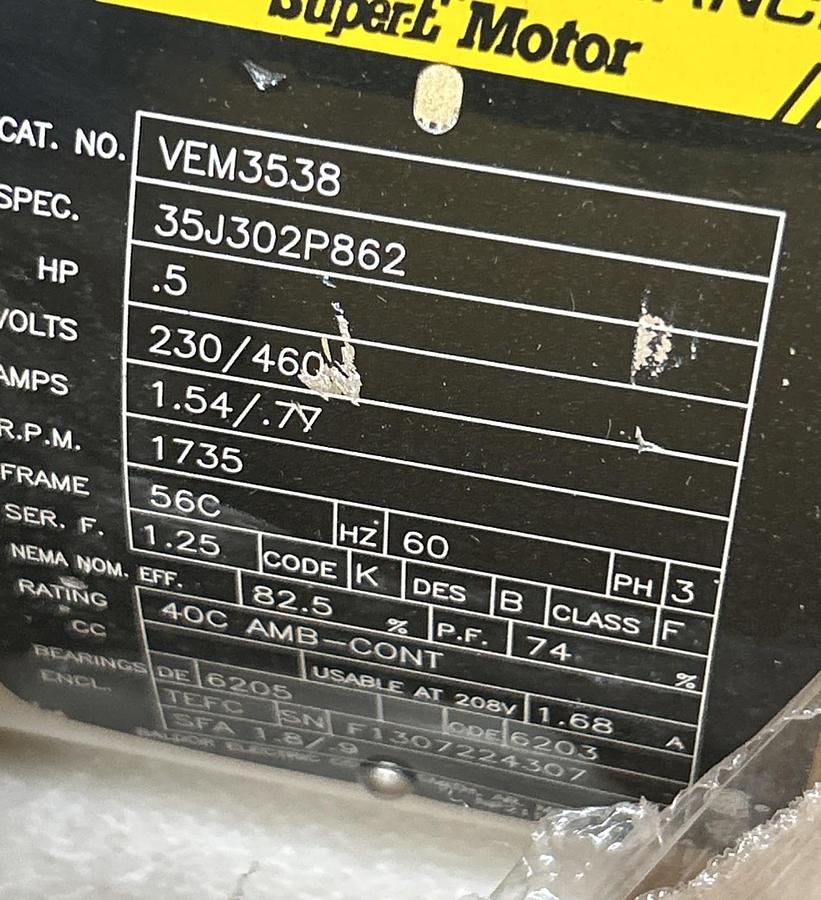 Super-E Motor
CAT. NO. VEM3538
SPEC. 35J302P862
HP .5
VOLTS 230/460
AMPS 1.54/.77
R.P.M. 1735
FRAME 56C HZ 60 PH 3
SER. F. 1.25 CODE K DES B CLASS F
NEMA NOM. EFF. 82.5 % P.F. 74 %
RATING 40C AMB-CONT
CC USABLE AT 208V 1.68 A
BEARINGS DE 6205 ODE 6203
ENCL. TEFC SN F1307224307
SFA 1.8/.9
BALDOR ELECTRIC